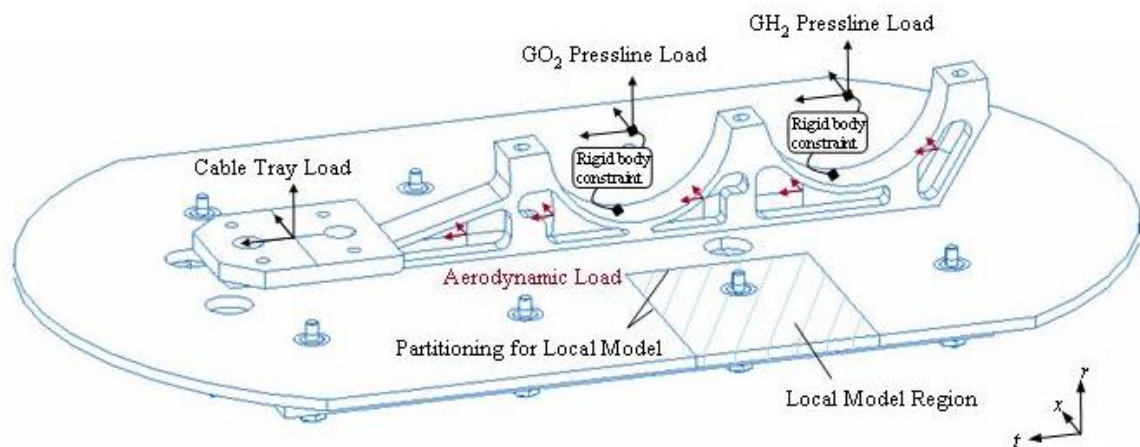 GH₂ Pressline Load
GO₂ Pressline Load
Rigid body
constraint
Rigid body
constraint
Cable Tray Load
Aerodynamic Load
Partitioning for Local Model
Local Model Region
r
x
t